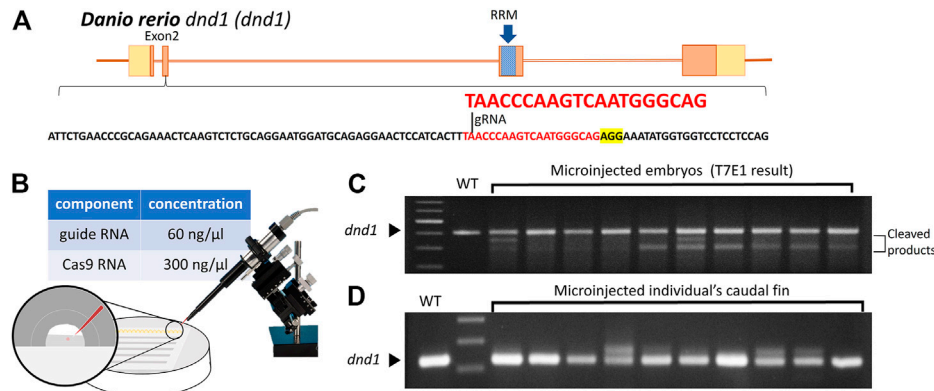 A
Danio rerio dnd1 (dnd1)
Exon2
RRM
TAACCCAAGTCAATGGGCAG
gRNA
ATTCTGAACCCGCAGAAACTCAAGTCTCTGCAGGAATGGATGCAGAGGAACTCCATCACTTTAACCCAAGTCAATGGGCAGAGGAAATATGGTGGTCCTCCTCCAG
B
component concentration
guide RNA 60 ng/µl
Cas9 RNA 300 ng/µl
C
WT
Microinjected embryos (T7E1 result)
dnd1
Cleaved
products
D
WT
Microinjected individual's caudal fin
dnd1